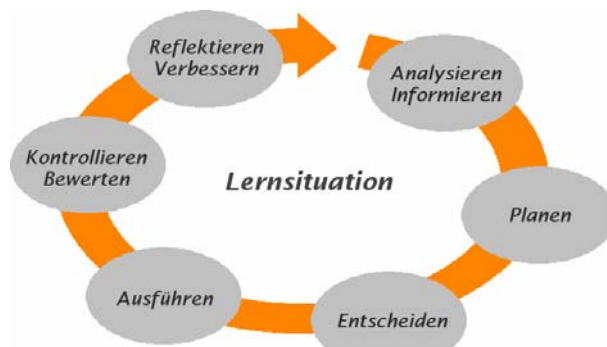 Reflektieren
Verbessern
Analysieren
Informieren
Kontrollieren
Bewerten
Lernsituation
Planen
Ausführen
Entscheiden